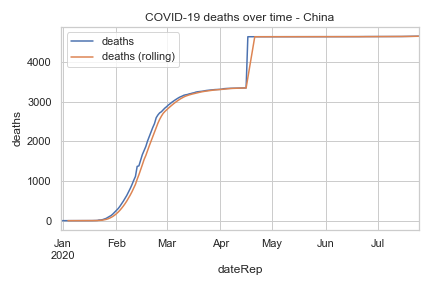 COVID-19 deaths over time - China
deaths
deaths (rolling)
deaths
4000
3000
2000
1000
0
Jan Feb Mar Apr May Jun Jul
2020
dateRep